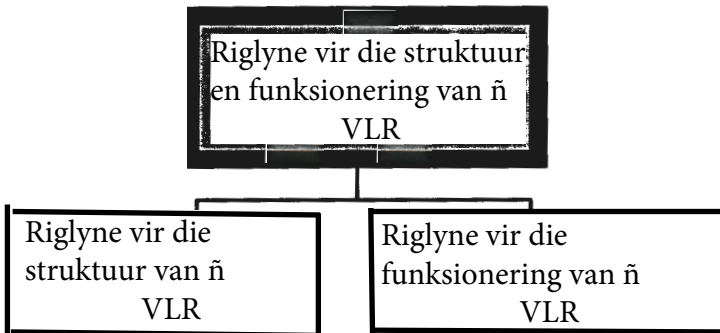 Riglyne vir die struktuur
en funksionering van ñ
VLR
Riglyne vir die
struktuur van ñ
VLR
Riglyne vir die
funksionering van ñ
VLR